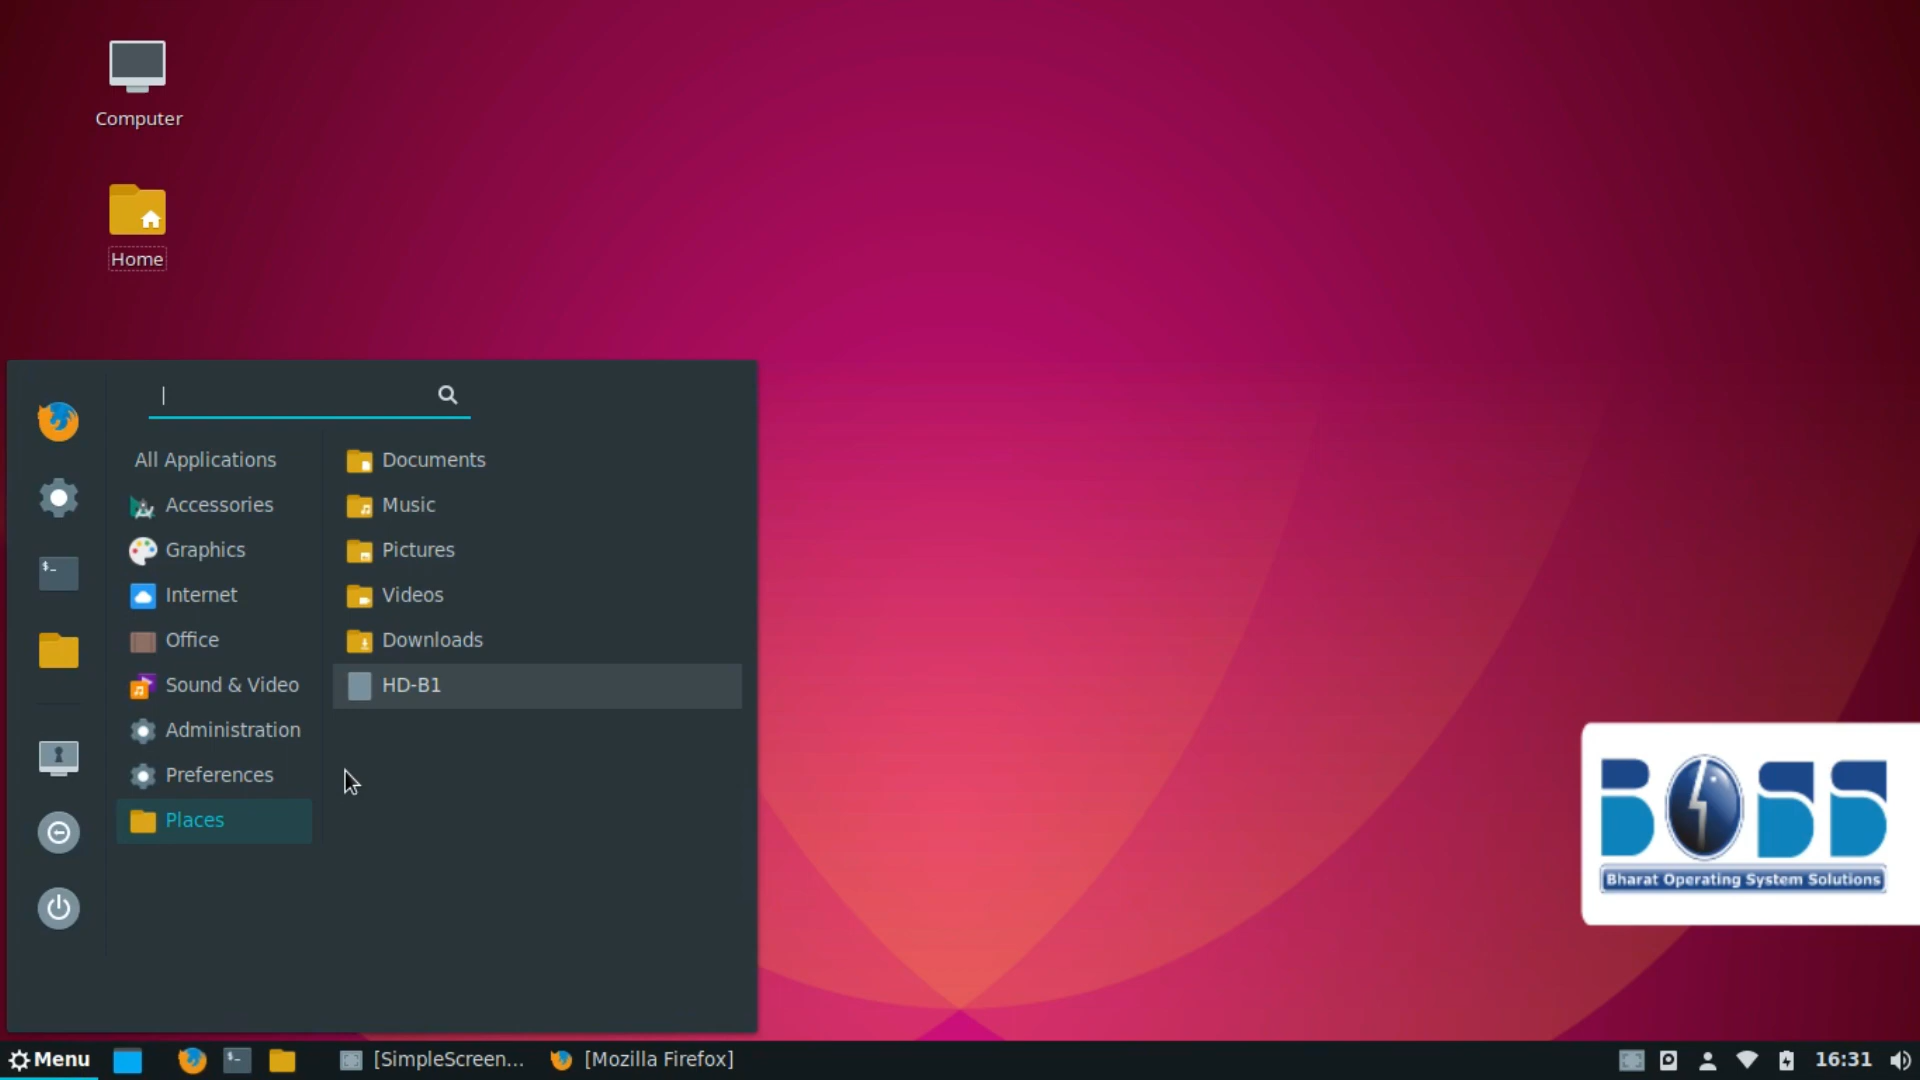 Computer
Home
All Applications
Accessories
Graphics
Internet
Office
Sound & Video
Administration
Preferences
Places
Documents
Music
Pictures
Videos
Downloads
HD-B1
$_
BOSS
Bharat Operating System Solutions
Menu
$_
[SimpleScreen...
[Mozilla Firefox]
16:31